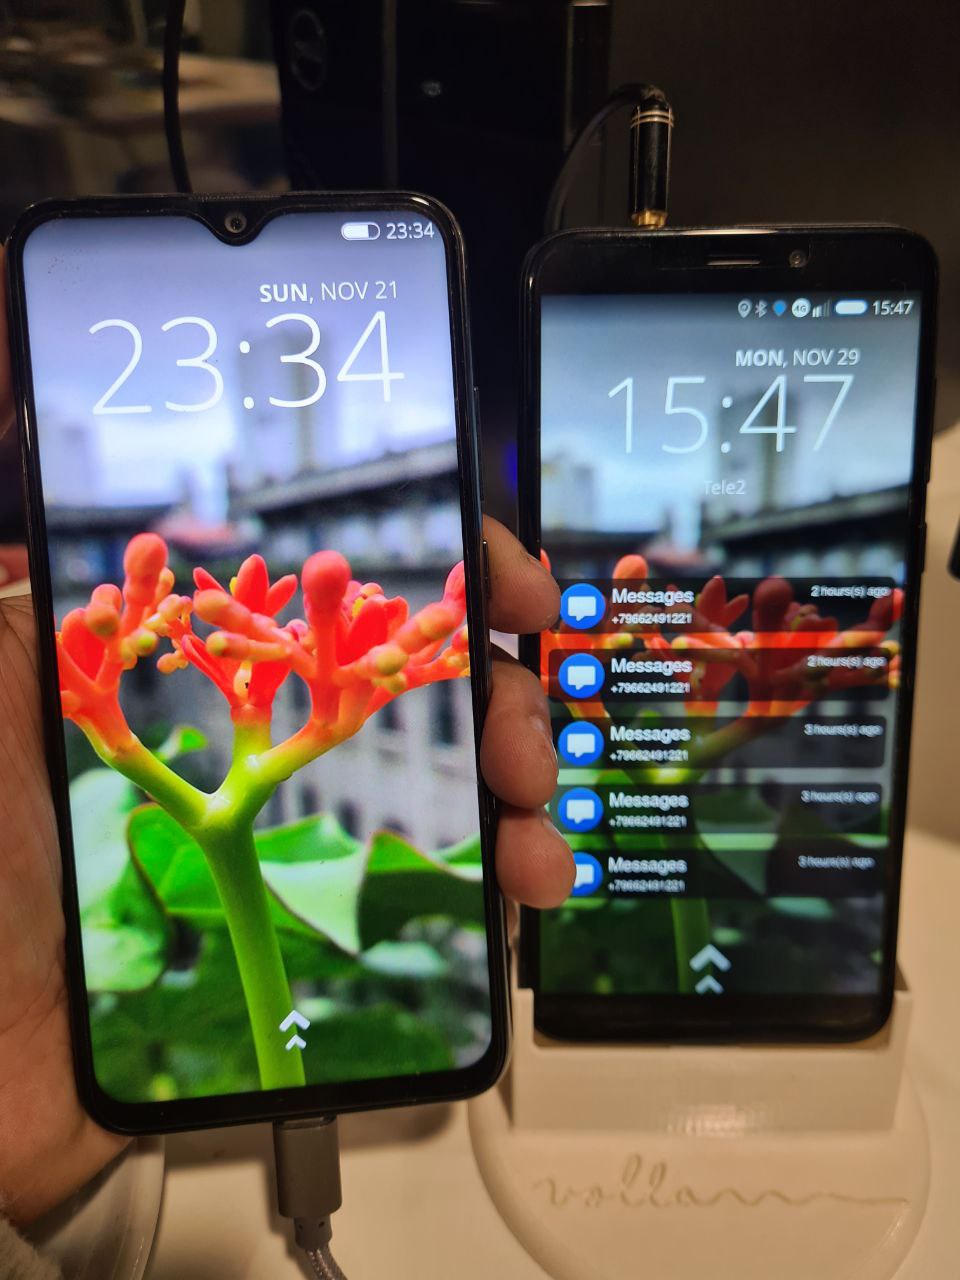 23:34
SUN, NOV 21
23:34
4G
15:47
MON, NOV 29
15:47
Tele2
Messages
2 hours(s) ago
+79662491221
Messages
2 hours(s) ago
+79662491221
Messages
3 hours(s) ago
+79662491221
Messages
3 hours(s) ago
+79662491221
Messages
3 hours(s) ago
+79662491221
volla